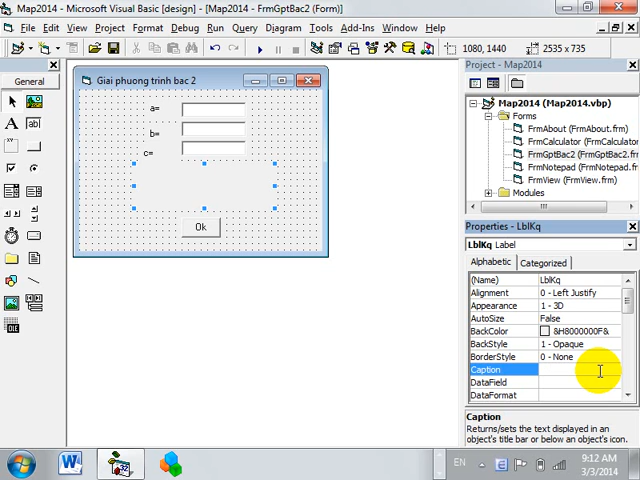 Map2014 - Microsoft Visual Basic [design] - [Map2014 - FrmGptBac2 (Form)]
File Edit View Project Format Debug Run Query Diagram Tools Add-Ins Window Help
1080, 1440 2535 x 735
General
A ab|
OLE
Giai phuong trinh bac 2
a=
b=
c=
Ok
Project - Map2014
Map2014 (Map2014.vbp)
Forms
FrmAbout (FrmAbout.frm)
FrmCalculator (FrmCalculator.frm)
FrmGptBac2 (FrmGptBac2.fr
FrmNotepad (FrmNotepad.fr
FrmView (FrmView.frm)
Modules
Properties - LblKq
LblKq Label
Alphabetic Categorized
(Name) LblKq
Alignment 0 - Left Justify
Appearance 1 - 3D
AutoSize False
BackColor &H8000000F&
BackStyle 1 - Opaque
BorderStyle 0 - None
Caption
DataField
DataFormat
Caption
Returns/sets the text displayed in an
object's title bar or below an object's icon.
W 32
EN 9:12 AM
3/3/2014